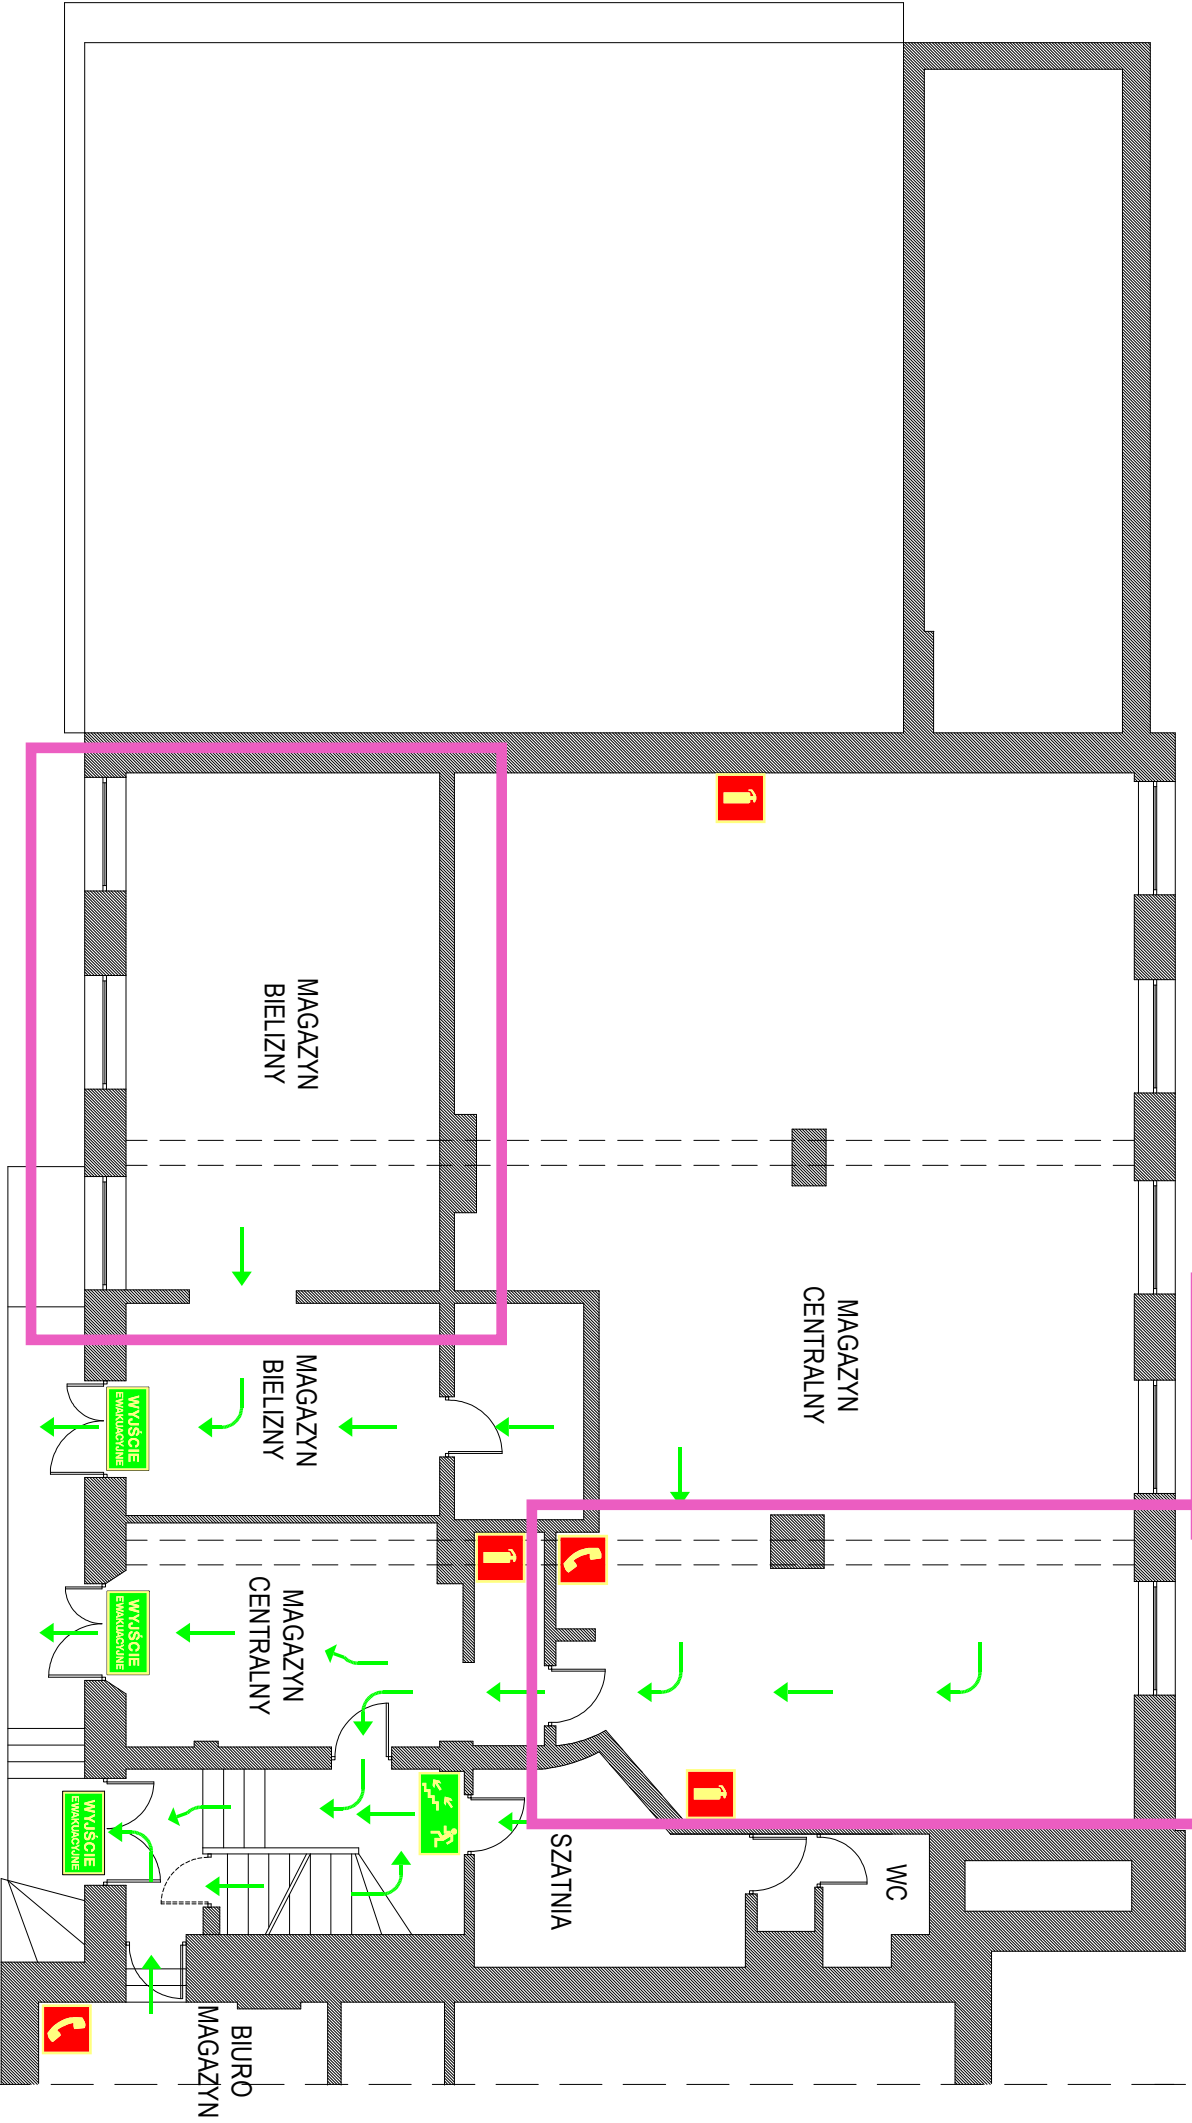 MAGAZYN
BIELIZNY
MAGAZYN
CENTRALNY
MAGAZYN
BIELIZNY
WYJŚCIE
EWAKUACYJNE
MAGAZYN
CENTRALNY
WYJŚCIE
EWAKUACYJNE
WYJŚCIE
EWAKUACYJNE
SZATNIA
WC
BIURO
MAGAZYN